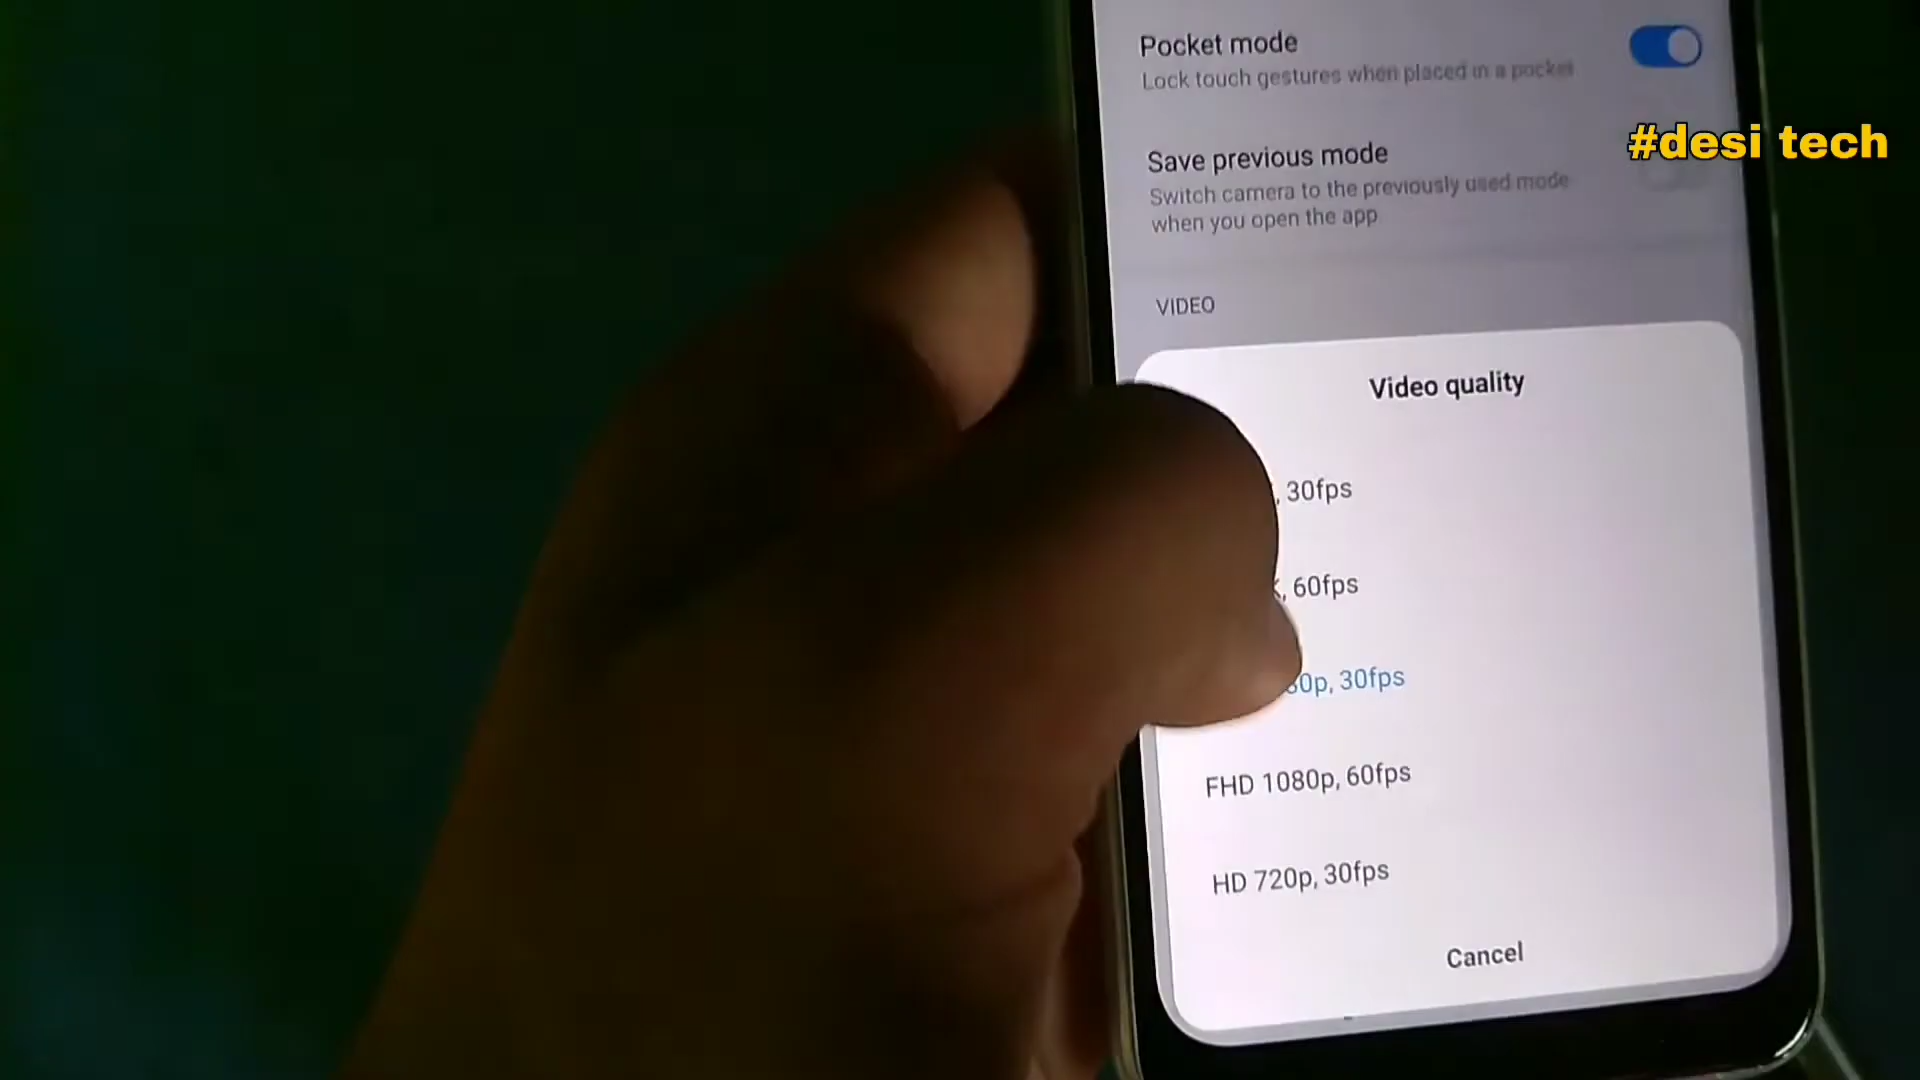 Pocket mode
Lock touch gestures when placed in a pocket
#desi tech
Save previous mode
Switch camera to the previously used mode
when you open the app
VIDEO
Video quality
, 30fps
, 60fps
0p, 30fps
FHD 1080p, 60fps
HD 720p, 30fps
Cancel